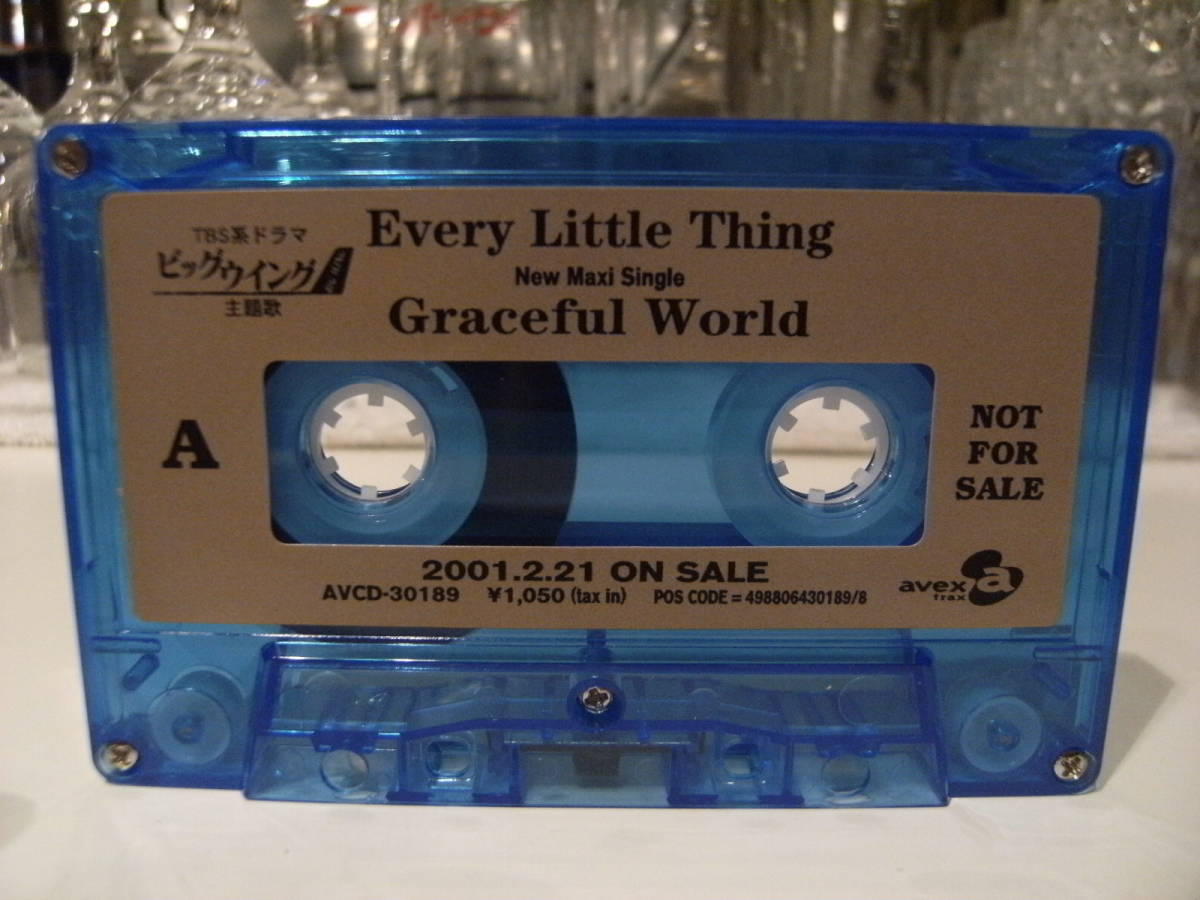 TBS系ドラマ
ビッグウイング
主題歌
Every Little Thing
New Maxi Single
Graceful World
A
NOT
FOR
SALE
2001.2.21 ON SALE
AVCD-30189 ¥1,050 (tax in) POS CODE = 498806430189/8
avex
trax
a